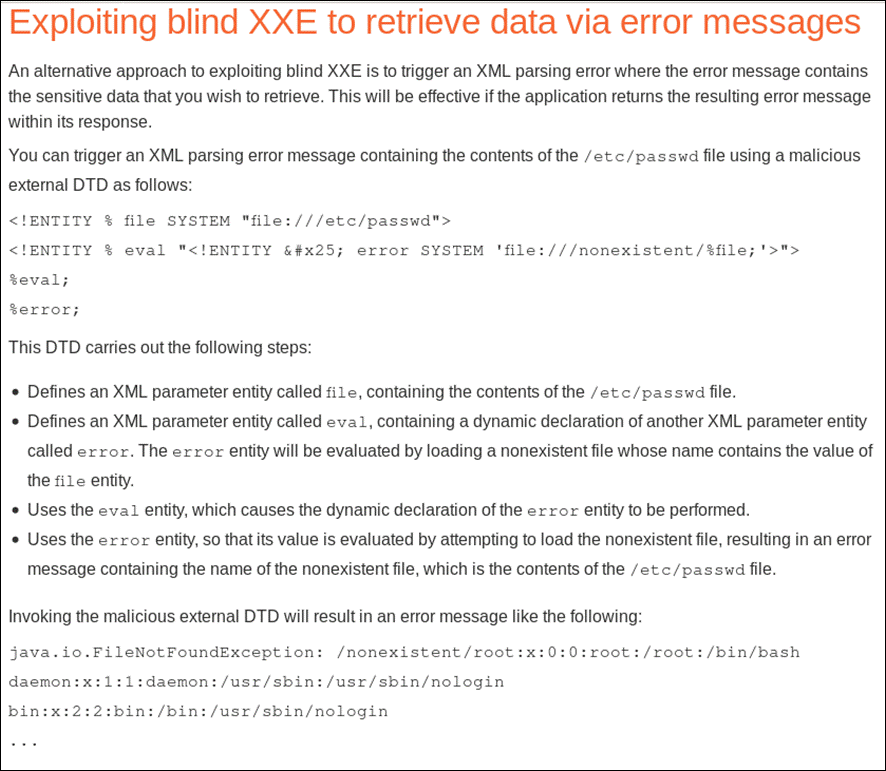 Exploiting blind XXE to retrieve data via error messages
An alternative approach to exploiting blind XXE is to trigger an XML parsing error where the error message contains
the sensitive data that you wish to retrieve. This will be effective if the application returns the resulting error message
within its response.
You can trigger an XML parsing error message containing the contents of the /etc/passwd file using a malicious
external DTD as follows:
<!ENTITY % file SYSTEM "file:///etc/passwd">
<!ENTITY % eval "<!ENTITY &#x25; error SYSTEM 'file:///nonexistent/%file;'>">
%eval;
%error;
This DTD carries out the following steps:
• Defines an XML parameter entity called file, containing the contents of the /etc/passwd file.
• Defines an XML parameter entity called eval, containing a dynamic declaration of another XML parameter entity
called error. The error entity will be evaluated by loading a nonexistent file whose name contains the value of
the file entity.
• Uses the eval entity, which causes the dynamic declaration of the error entity to be performed.
• Uses the error entity, so that its value is evaluated by attempting to load the nonexistent file, resulting in an error
message containing the name of the nonexistent file, which is the contents of the /etc/passwd file.
Invoking the malicious external DTD will result in an error message like the following:
java.io.FileNotFoundException: /nonexistent/root:x:0:0:root:/root:/bin/bash
daemon:x:1:1:daemon:/usr/sbin:/usr/sbin/nologin
bin:x:2:2:bin:/bin:/usr/sbin/nologin
...